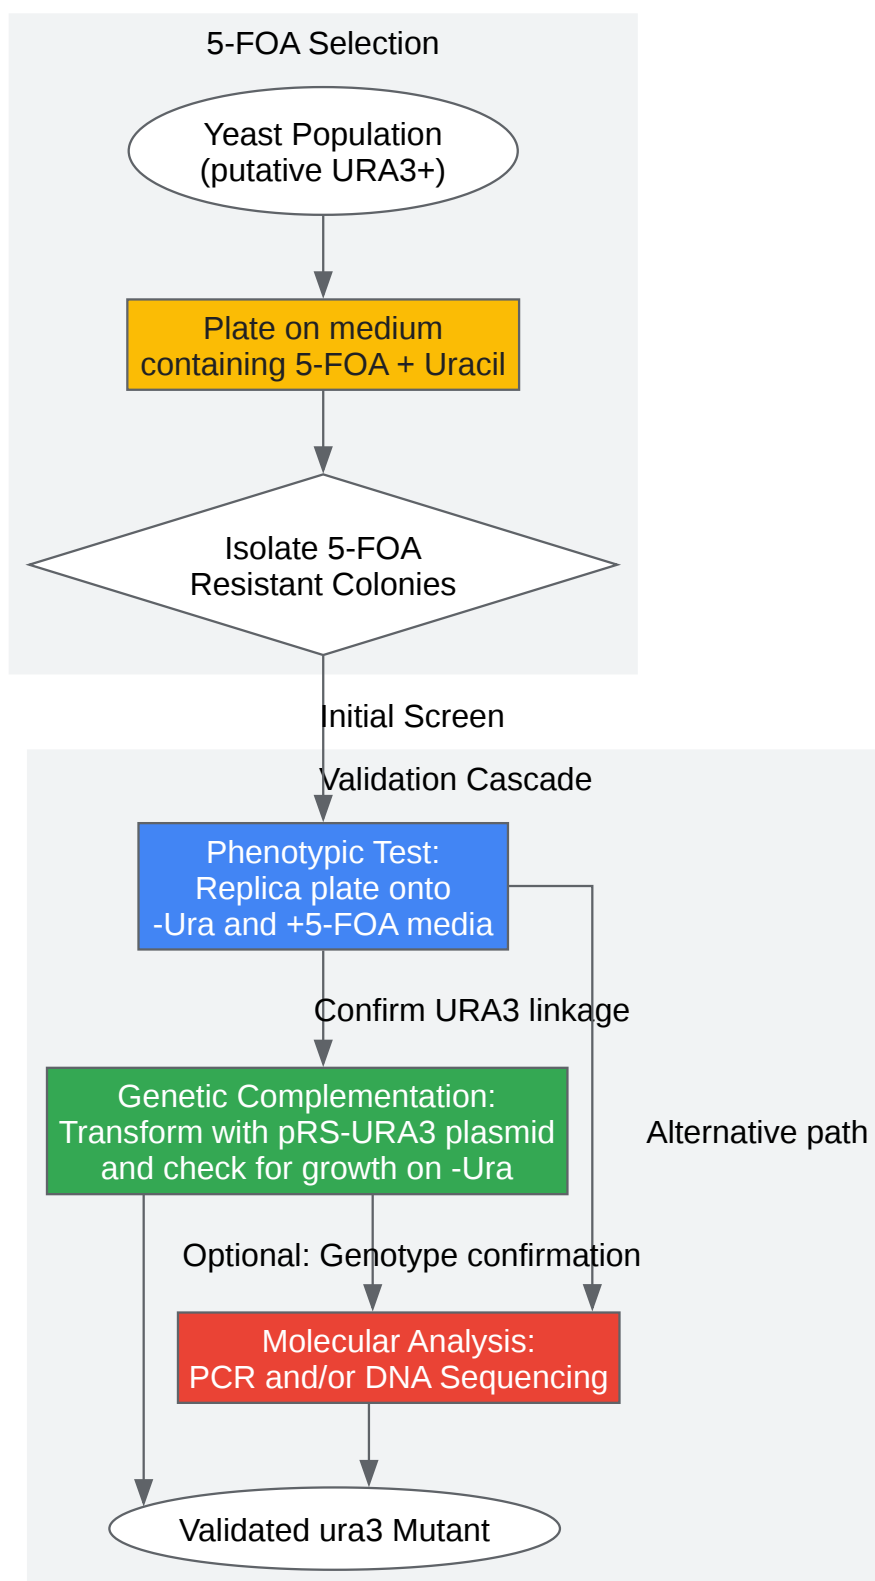 5-FOA Selection
Yeast Population
(putative URA3+)
Plate on medium
containing 5-FOA + Uracil
Isolate 5-FOA
Resistant Colonies
Initial Screen
Validation Cascade
Phenotypic Test:
Replica plate onto
-Ura and +5-FOA media
Confirm URA3 linkage
Genetic Complementation:
Transform with pRS-URA3 plasmid
and check for growth on -Ura
Alternative path
Optional: Genotype confirmation
Molecular Analysis:
PCR and/or DNA Sequencing
Validated ura3 Mutant